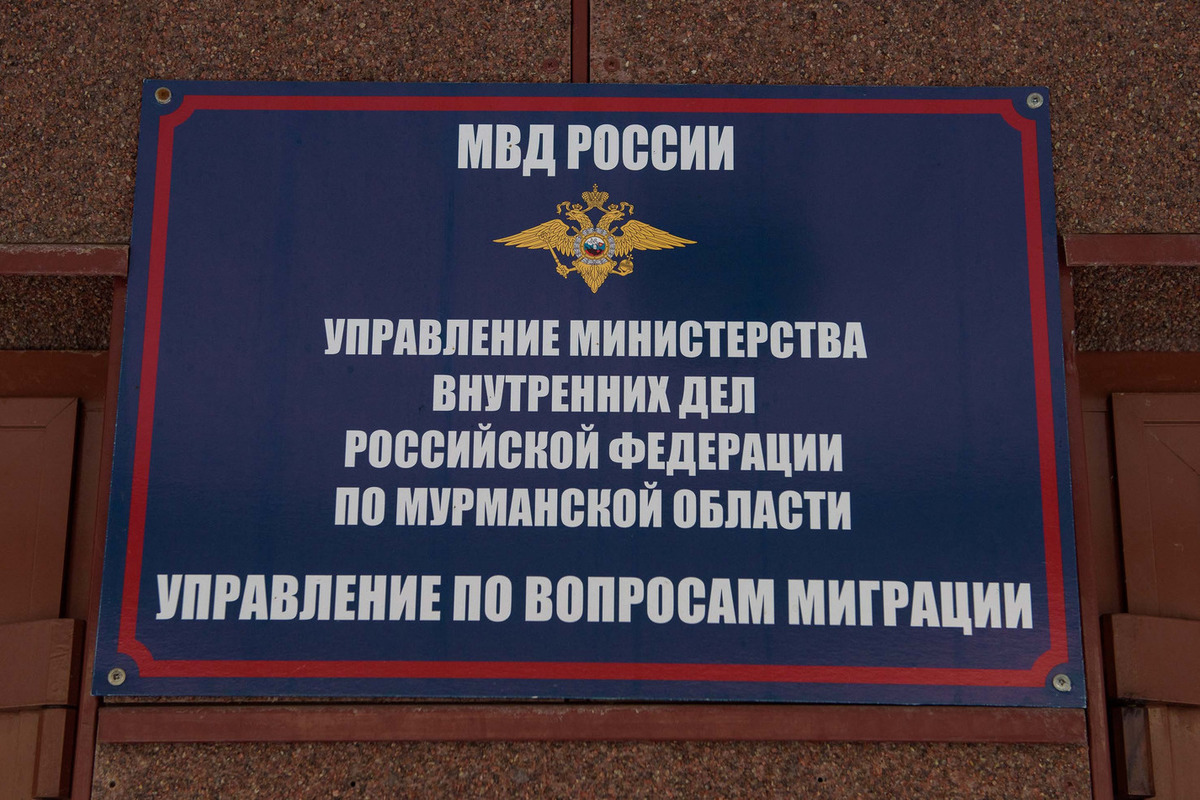 МВД РОССИИ
УПРАВЛЕНИЕ МИНИСТЕРСТВА
ВНУТРЕННИХ ДЕЛ
РОССИЙСКОЙ ФЕДЕРАЦИИ
ПО МУРМАНСКОЙ ОБЛАСТИ
УПРАВЛЕНИЕ ПО ВОПРОСАМ МИГРАЦИИ